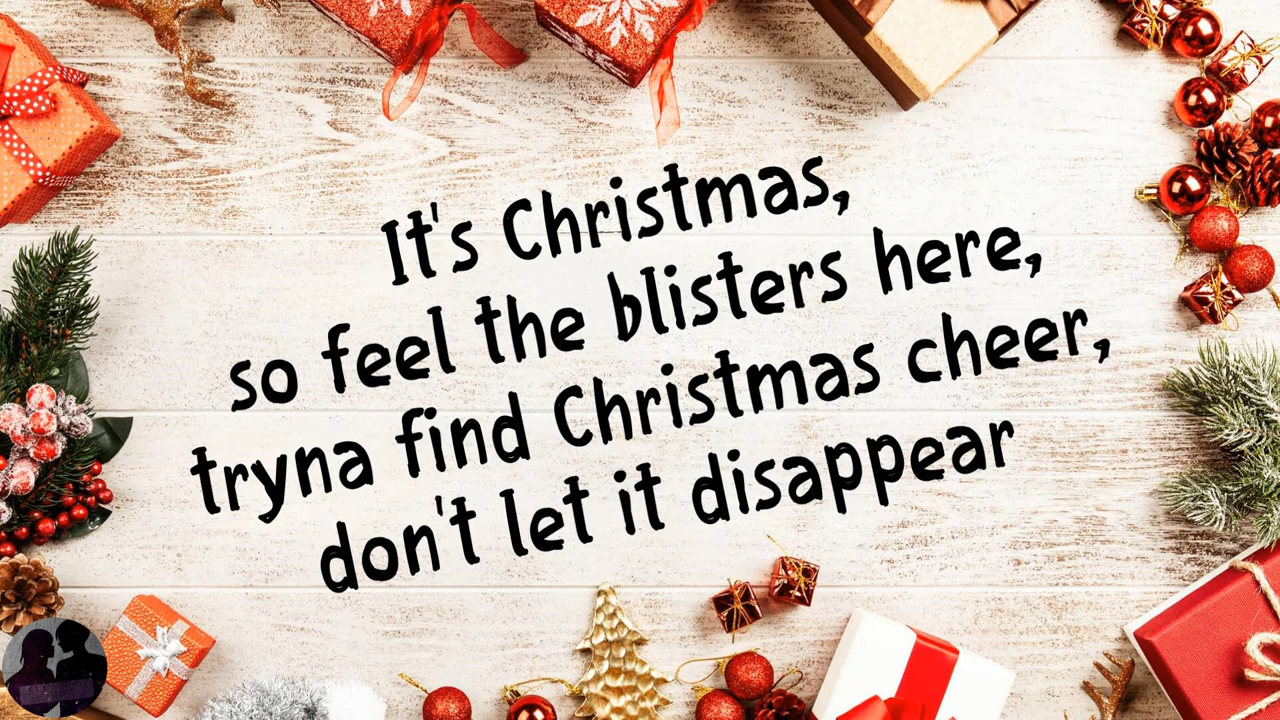 It's Christmas,
so feel the blisters here,
tryna find Christmas cheer,
don't let it disappear